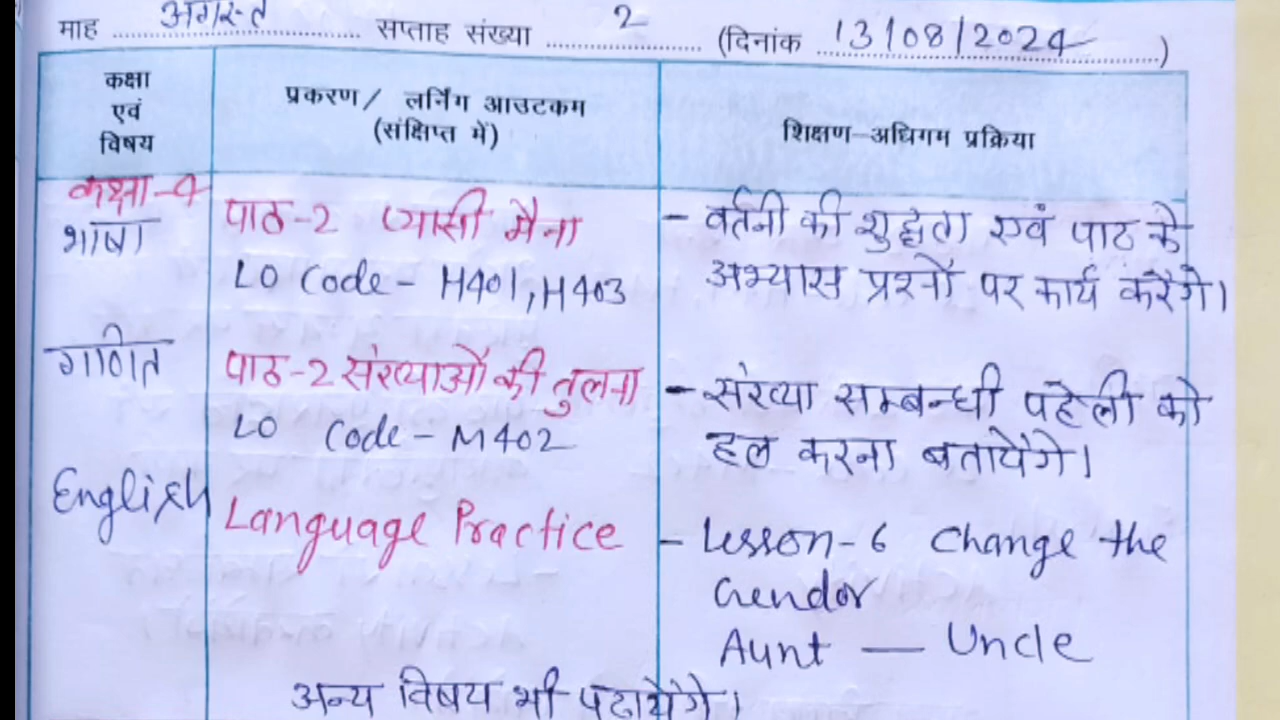 माह अगस्त सप्ताह संख्या 2 (दिनांक 13/08/2024)
कक्षा
एवं
विषय
प्रकरण / लर्निंग आउटकम
(संक्षिप्त में)
शिक्षण-अधिगम प्रक्रिया
कक्षा-4
भाषा
पाठ-2 प्यासी मैना
LO Code - H401, H403
- वर्तनी की शुद्धता एवं पाठ के
अभ्यास प्रश्नों पर कार्य करेंगे।
गणित
पाठ-2 संख्याओं की तुलना
LO Code - M402
- संख्या सम्बन्धी पहेली को
हल करना बतायेंगे।
English
Language Practice
- Lesson-6 Change the
Gendor
Aunt — Uncle
अन्य विषय भी पढायेंगे।